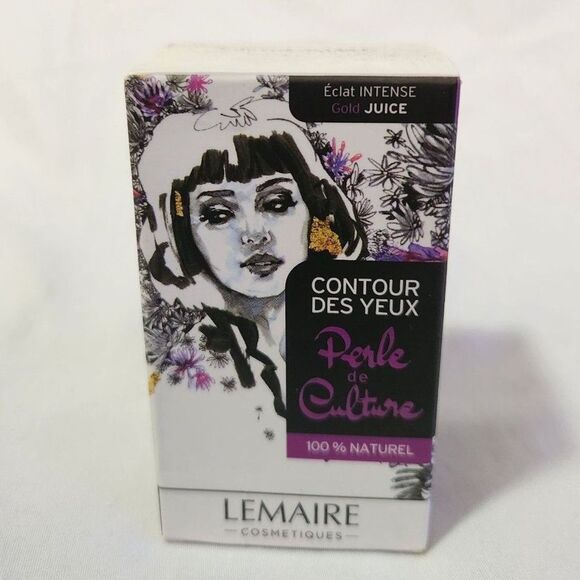 Éclat INTENSE
Gold JUICE
CONTOUR
DES YEUX
Perle
de
Culture
100 % NATUREL
LEMAIRE
COSMETIQUES